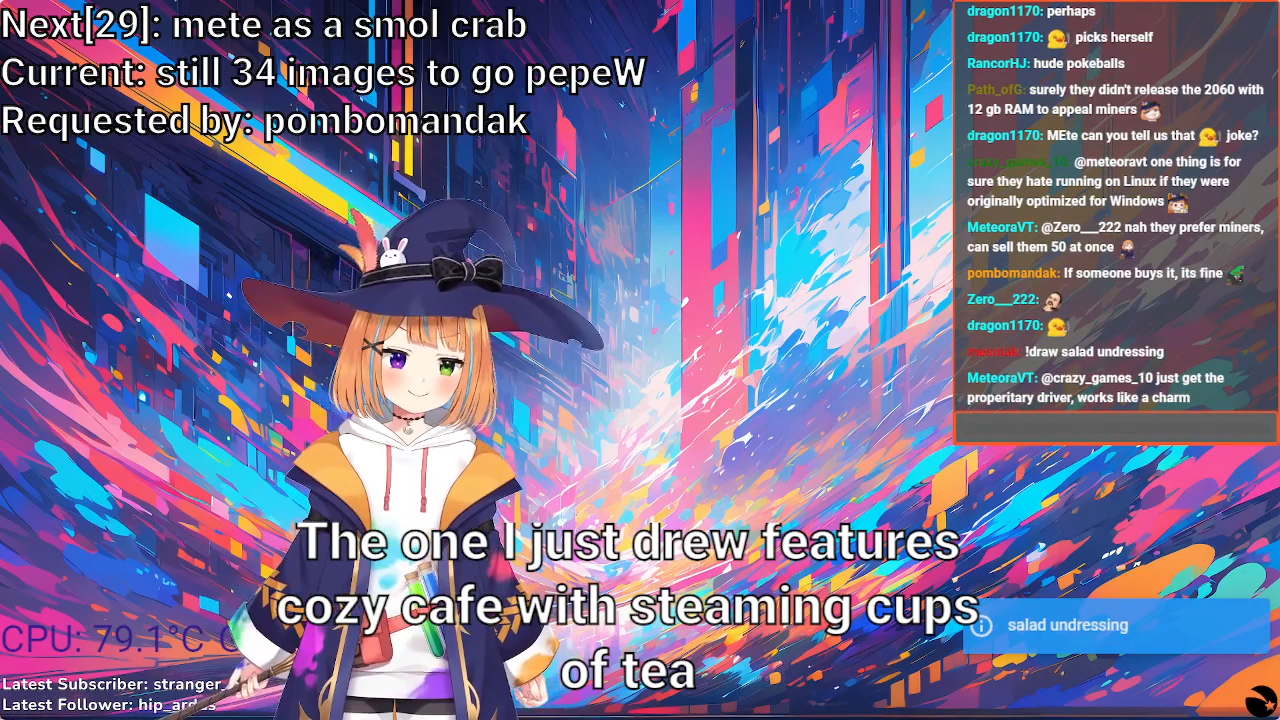 Next[29]: mete as a smol crab
Current: still 34 images to go pepeW
Requested by: pombomandak
dragon1170: perhaps
dragon1170: picks herself
RancorHJ: hude pokeballs
Path_ofG: surely they didn't release the 2060 with
12 gb RAM to appeal miners
dragon1170: MEte can you tell us that joke?
crazy_games_10: @meteoravt one thing is for
sure they hate running on Linux if they were
originally optimized for Windows
MeteoraVT: @Zero___222 nah they prefer miners,
can sell them 50 at once
pombomandak: If someone buys it, its fine
Zero___222:
dragon1170:
!draw salad undressing
MeteoraVT: @crazy_games_10 just get the
properitary driver, works like a charm
The one I just drew features
cozy cafe with steaming cups
of tea
salad undressing
CPU: 79.1°C
Latest Subscriber: stranger_
Latest Follower: